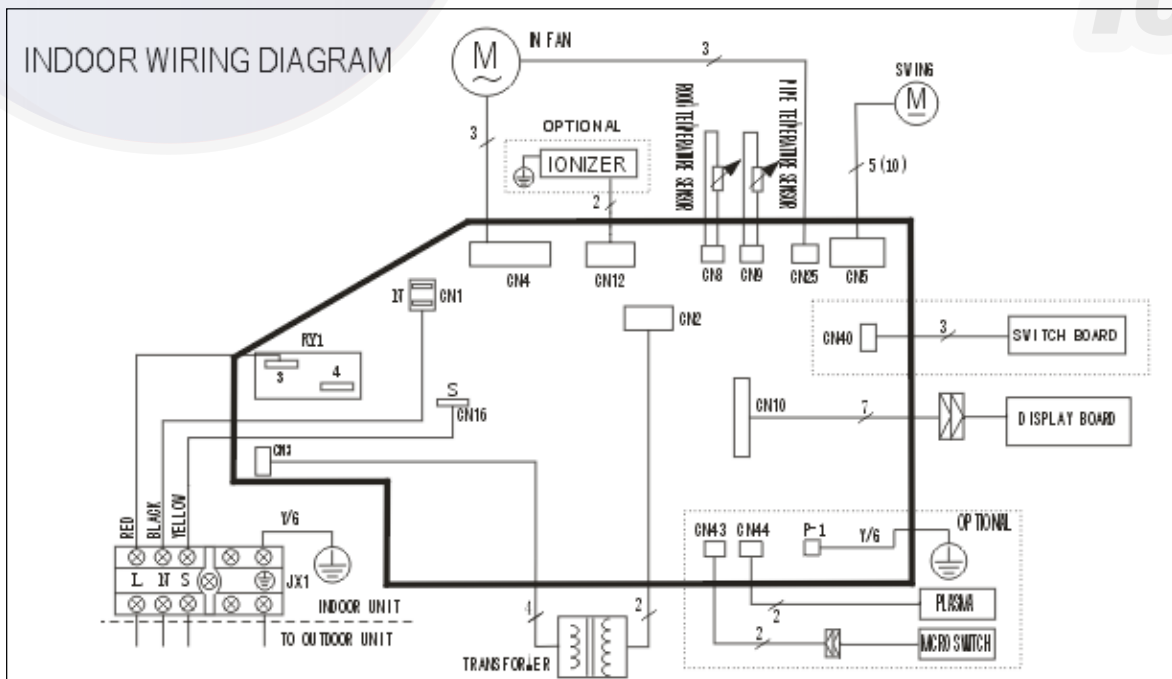 INDOOR WIRING DIAGRAM
M
IN FAN
3
3
SWING
M
5 (10)
OPTIONAL
IONIZER
2
ROOM TEMPERATURE SENSOR
PIPE TEMPERATURE SENSOR
CN4
CN12
CN8
CN9
CN25
CN5
N
CN1
CN2
RY1
3
4
S
CN16
CN3
CN40
3
SWITCH BOARD
CN10
7
DISPLAY BOARD
RED
BLACK
YELLOW
Y/G
L N S
JX1
INDOOR UNIT
TO OUTDOOR UNIT
4
TRANSFORMER
2
CN43
CN44
P-1
Y/G
OPTIONAL
2
PLASMA
2
MICRO SWITCH